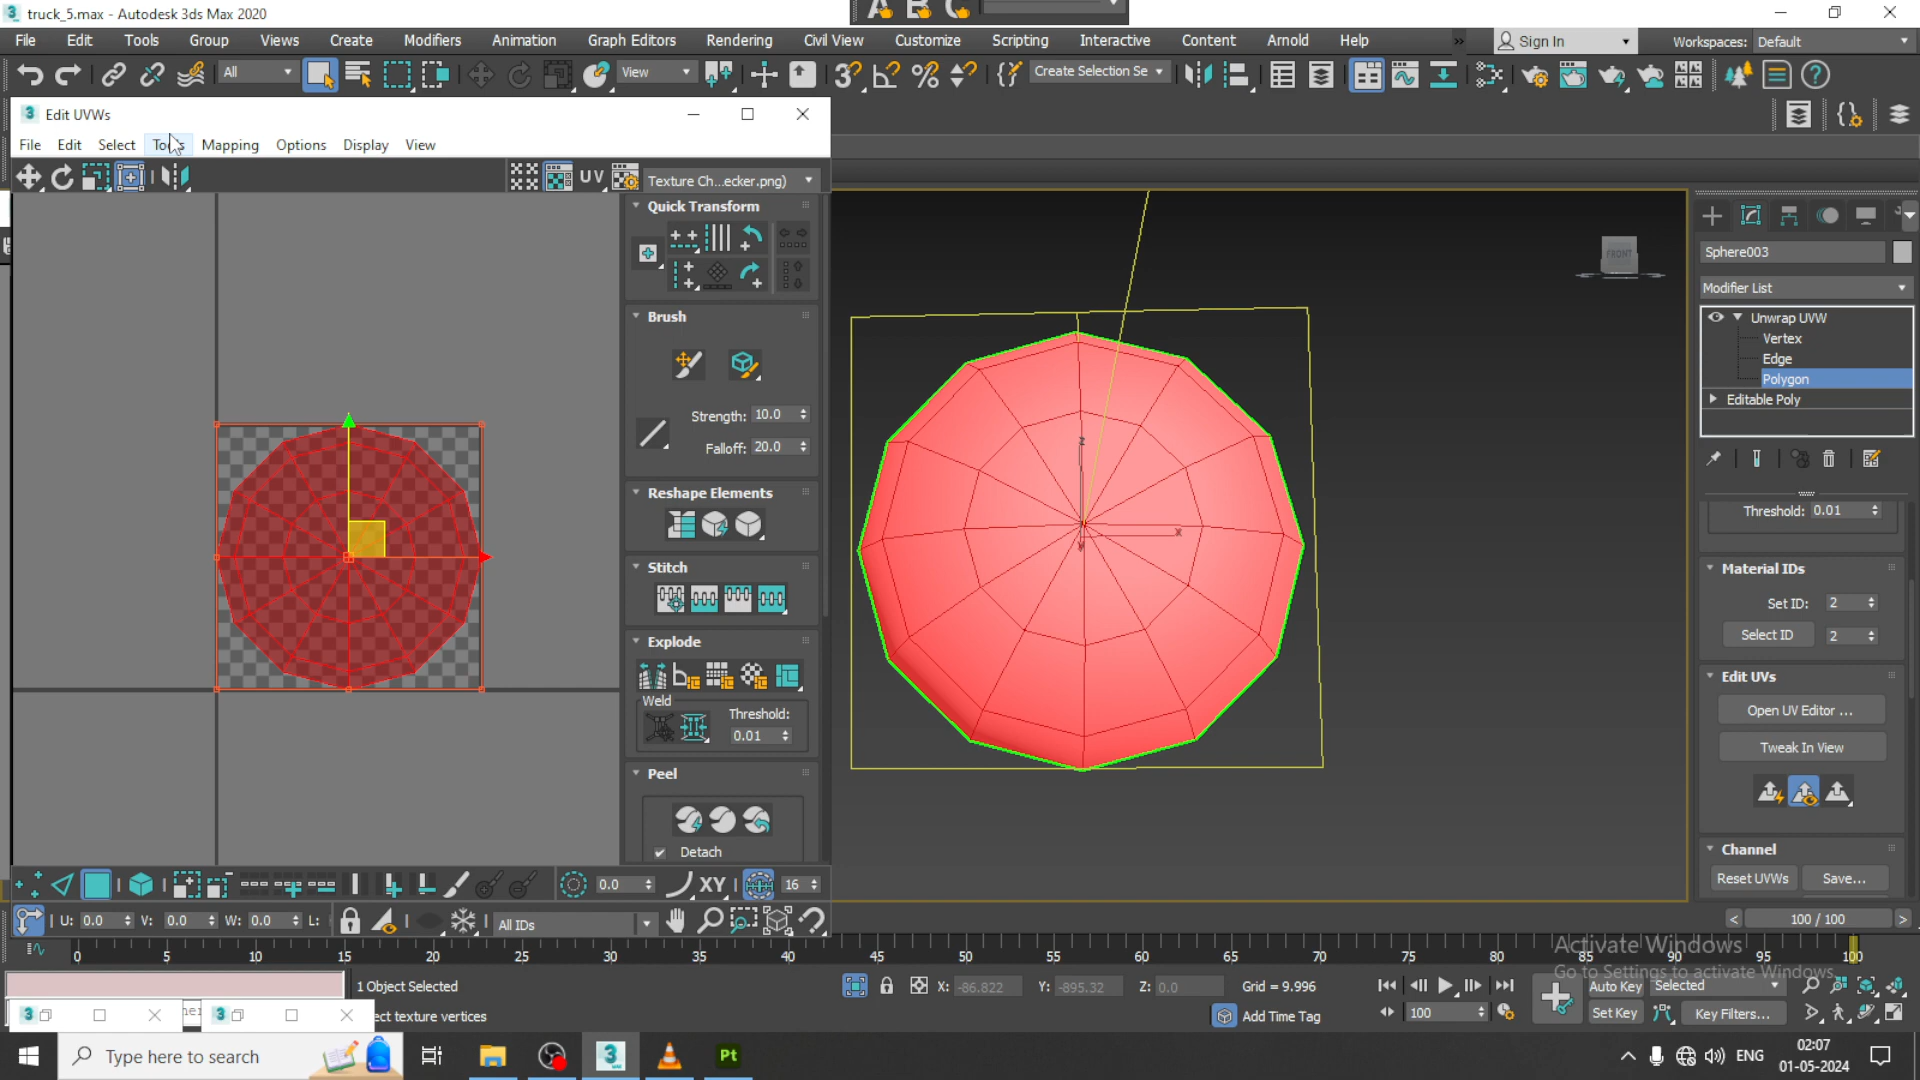 truck_5.max - Autodesk 3ds Max 2020
File Edit Tools Group Views Create Modifiers Animation Graph Editors Rendering Civil View Customize Scripting Interactive Content Arnold Help
Sign In
Workspaces: Default
All
View
Create Selection Se
Edit UVWs
File Edit Select Tools Mapping Options Display View
UV
Texture Ch...ecker.png)
Quick Transform
Brush
Strength: 10.0
Falloff: 20.0
Reshape Elements
Stitch
Explode
Weld
Threshold:
0.01
Peel
Detach
FRONT
z
x
y
Sphere003
Modifier List
Unwrap UVW
Vertex
Edge
Polygon
Editable Poly
Threshold: 0.01
Material IDs
Set ID: 2
Select ID 2
Edit UVs
Open UV Editor ...
Tweak In View
Channel
Reset UVWs Save...
0.0 XY 16
U: 0.0 V: 0.0 W: 0.0 L:
All IDs
100 / 100
0 5 10 15 20 25 30 35 40 45 50 55 60 65 70 75 80 85 90 95 100
Activate Windows
Go to Settings to activate Windows.
1 Object Selected
ect texture vertices
X: -86.822 Y: -895.32 Z: 0.0 Grid = 9.996
Add Time Tag
100
Auto Key Selected
Set Key Key Filters...
Type here to search
Pt
ENG
02:07
01-05-2024